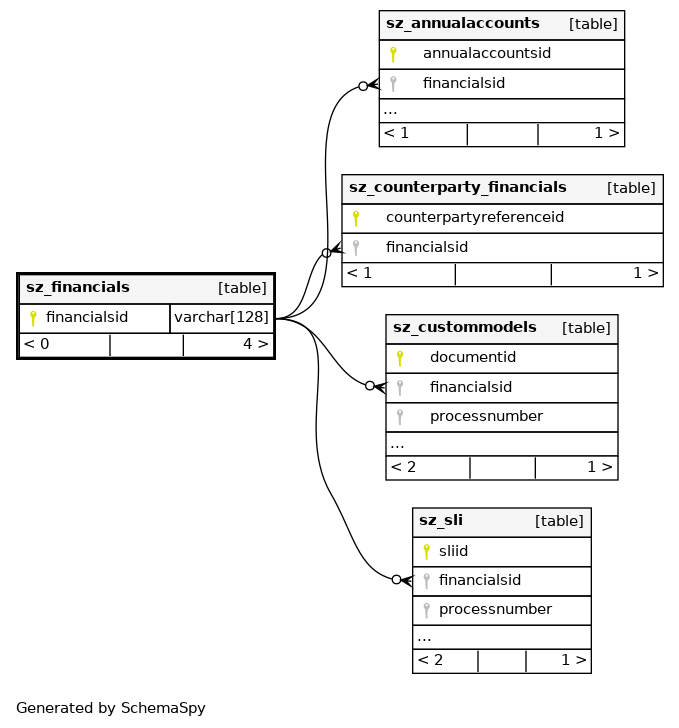 sz_annualaccounts [table]
annualaccountsid
financialsid
...
< 1 1 >
sz_counterparty_financials [table]
counterpartyreferenceid
financialsid
< 1 1 >
sz_financials [table]
financialsid varchar[128]
< 0 4 >
sz_custommodels [table]
documentid
financialsid
processnumber
...
< 2 1 >
sz_sli [table]
sliid
financialsid
processnumber
...
< 2 1 >
Generated by SchemaSpy